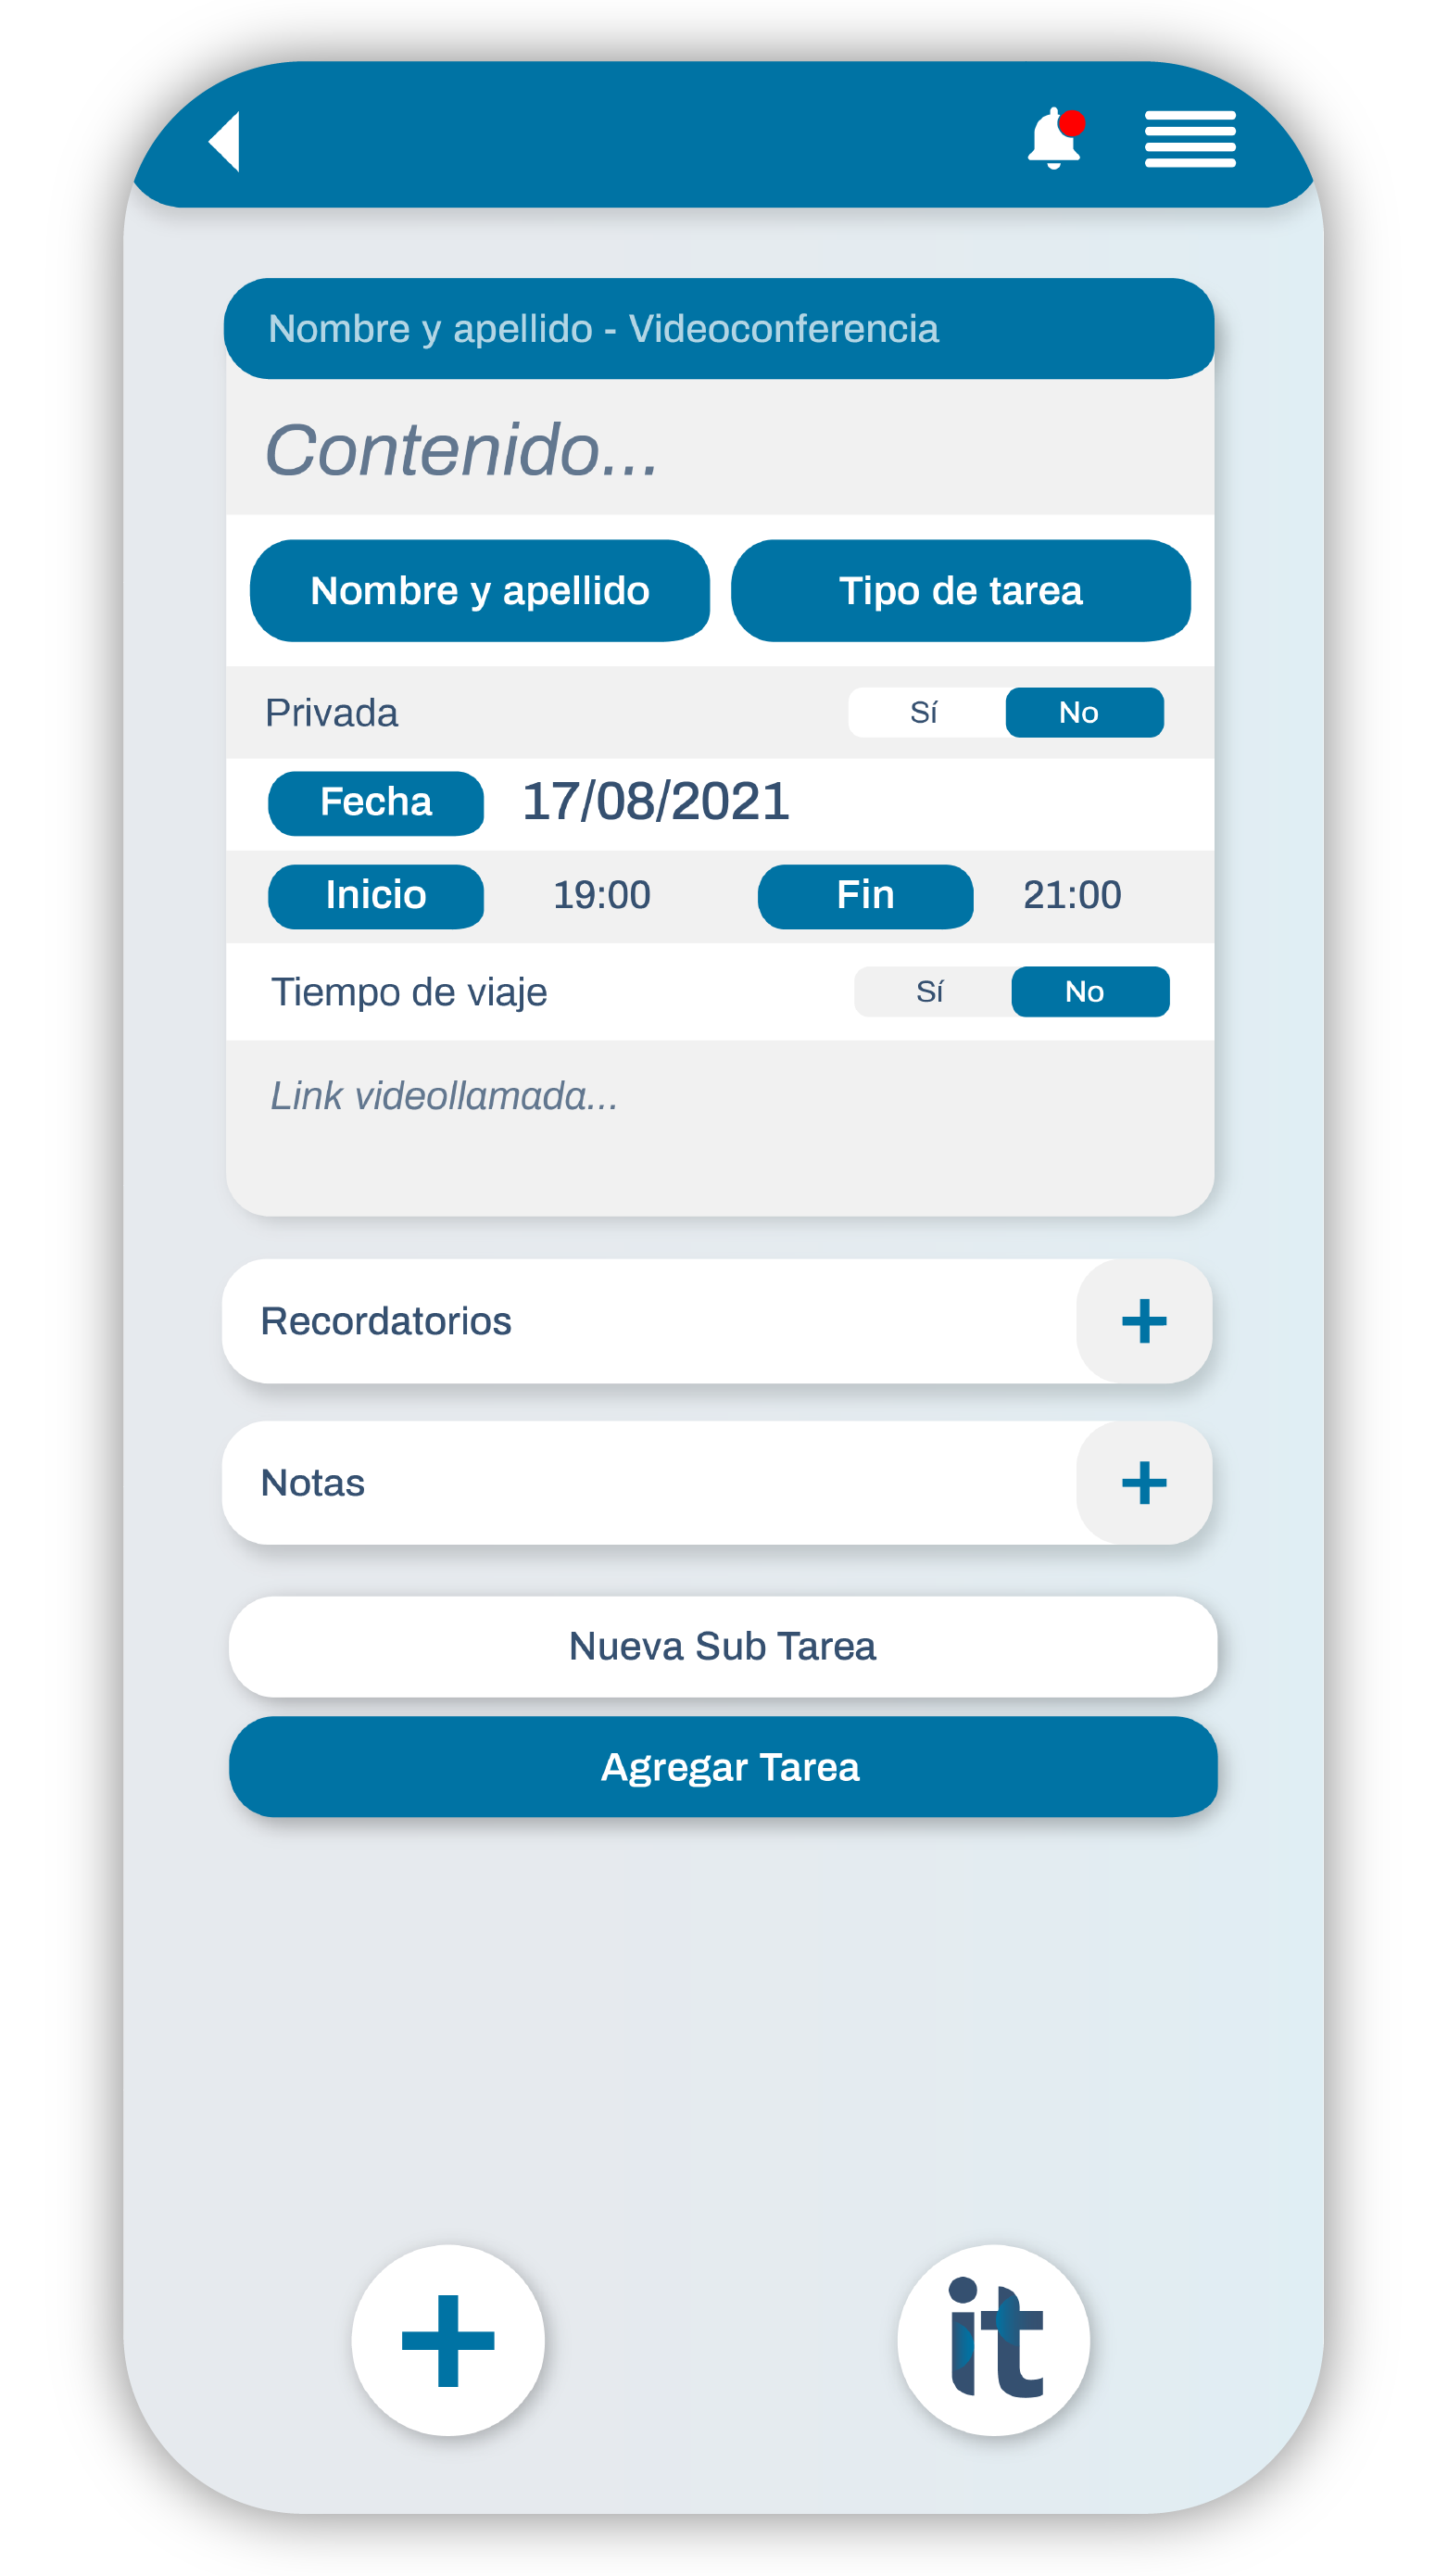 Nombre y apellido - Videoconferencia
Contenido...
Nombre y apellido Tipo de tarea
Privada Sí No
Fecha 17/08/2021
Inicio 19:00 Fin 21:00
Tiempo de viaje Sí No
Link videollamada...
Recordatorios +
Notas +
Nueva Sub Tarea
Agregar Tarea
+ it